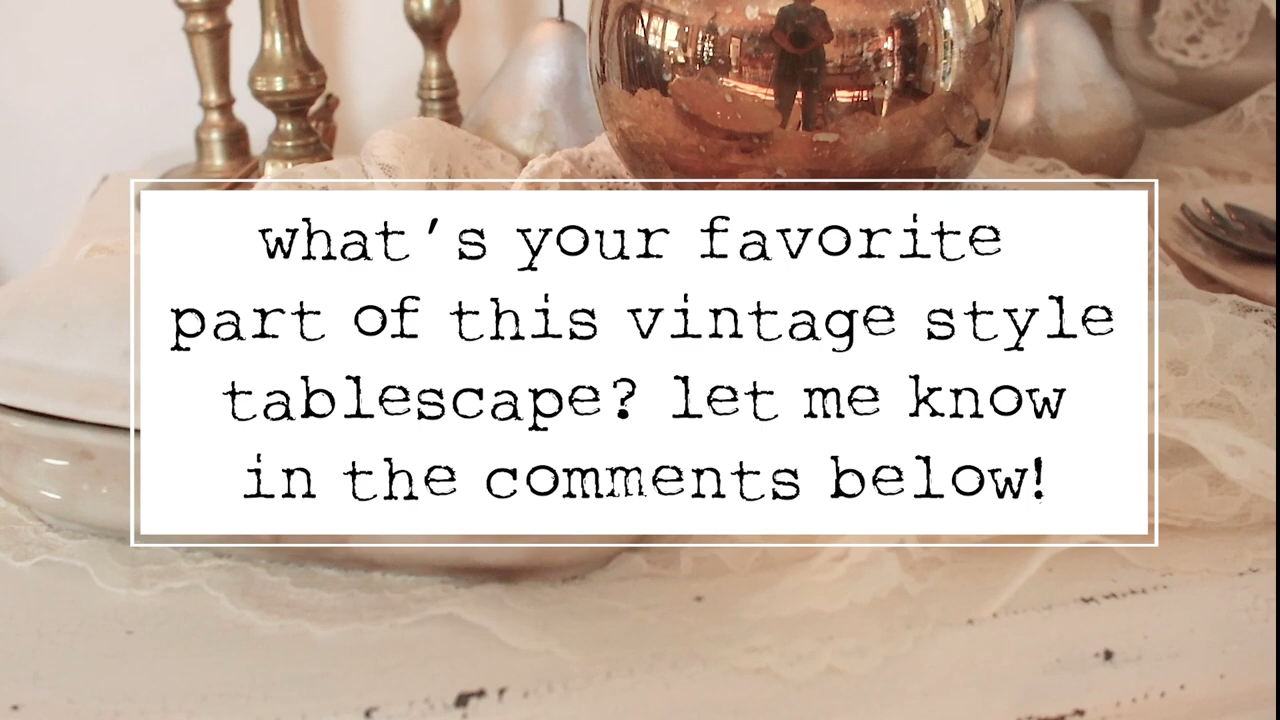 what's your favorite
part of this vintage style
tablescape? let me know
in the comments below!